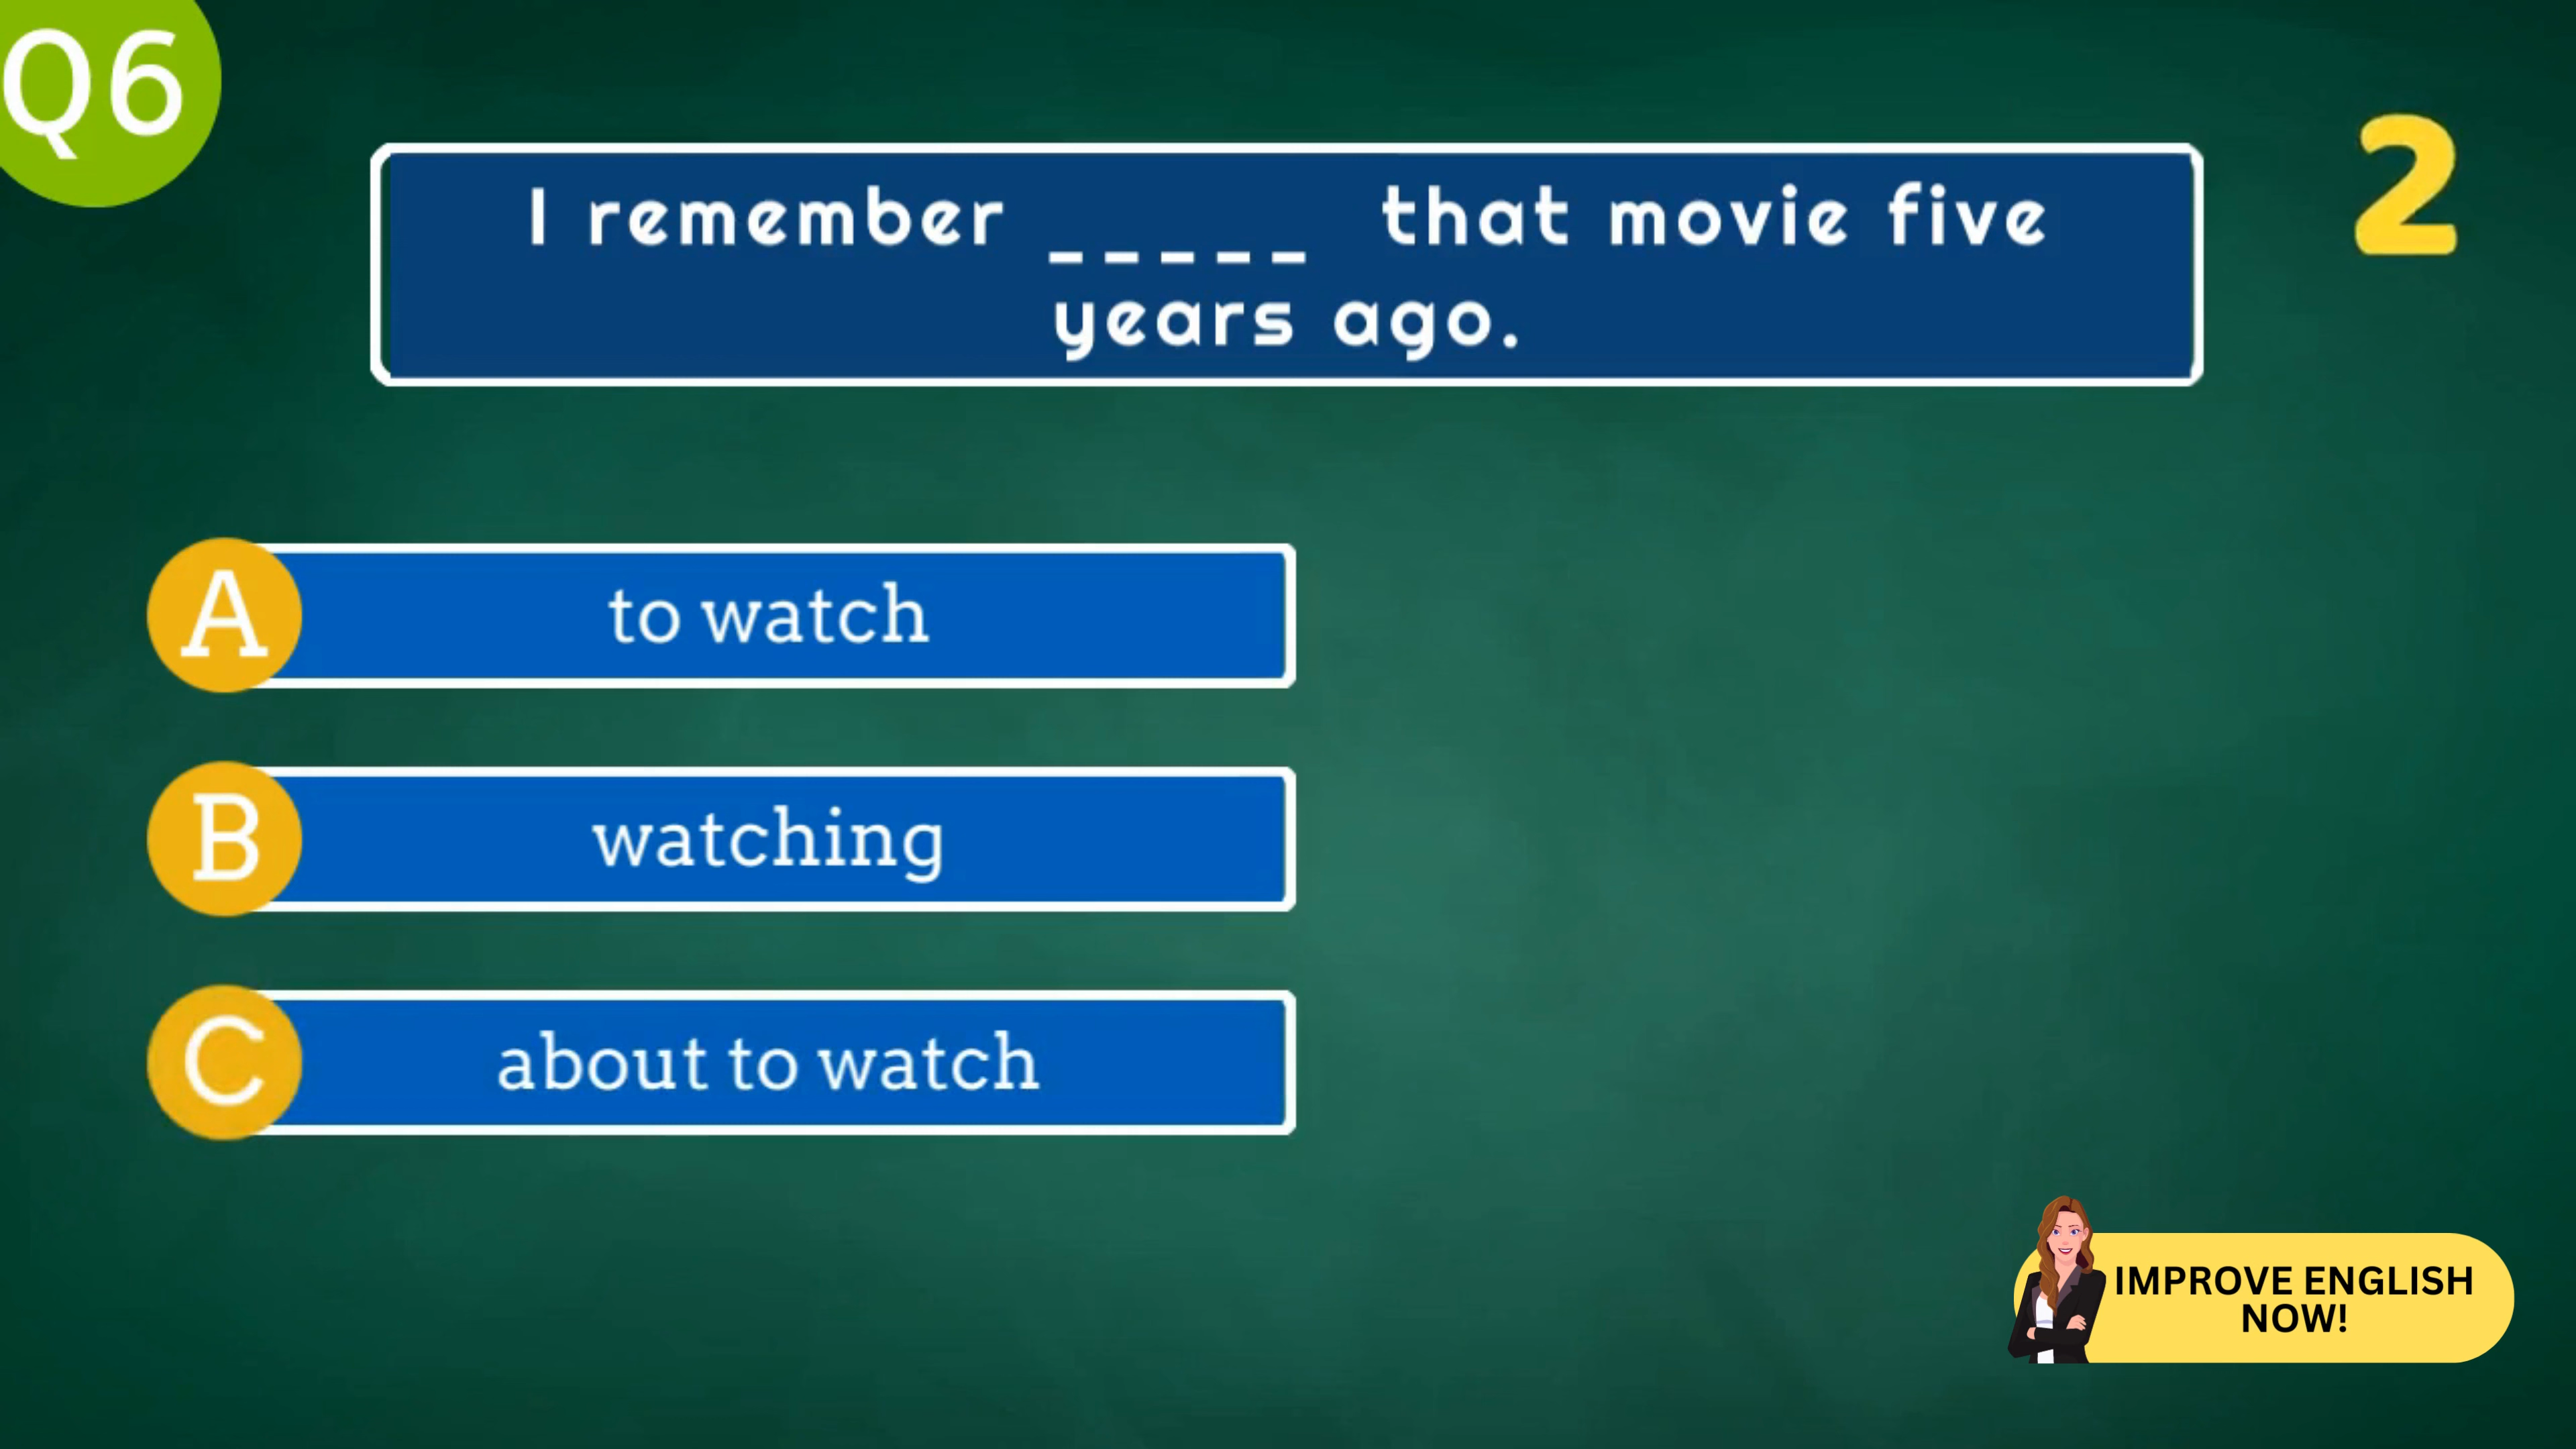 Q6
I remember _____ that movie five
years ago.
2
A
to watch
B
watching
C
about to watch
IMPROVE ENGLISH
NOW!